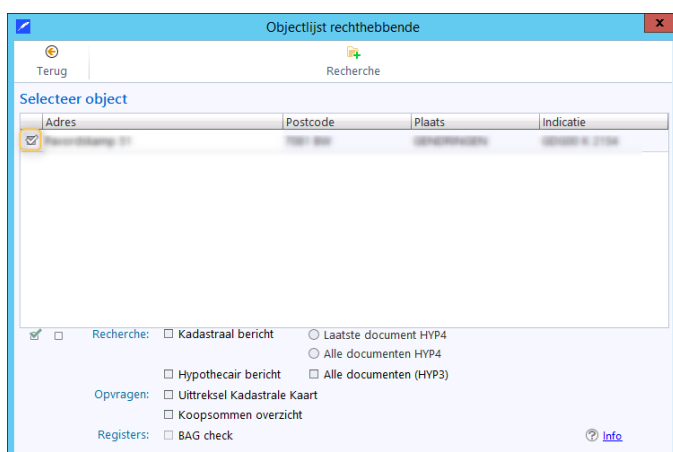 Objectlijst rechthebbende
x
Terug
Recherche
Selecteer object
Adres Postcode Plaats Indicatie
Recherche: Kadastraal bericht Laatste document HYP4
Alle documenten HYP4
Hypothecair bericht Alle documenten (HYP3)
Opvragen: Uittreksel Kadastrale Kaart
Koopsommen overzicht
Registers: BAG check ? Info